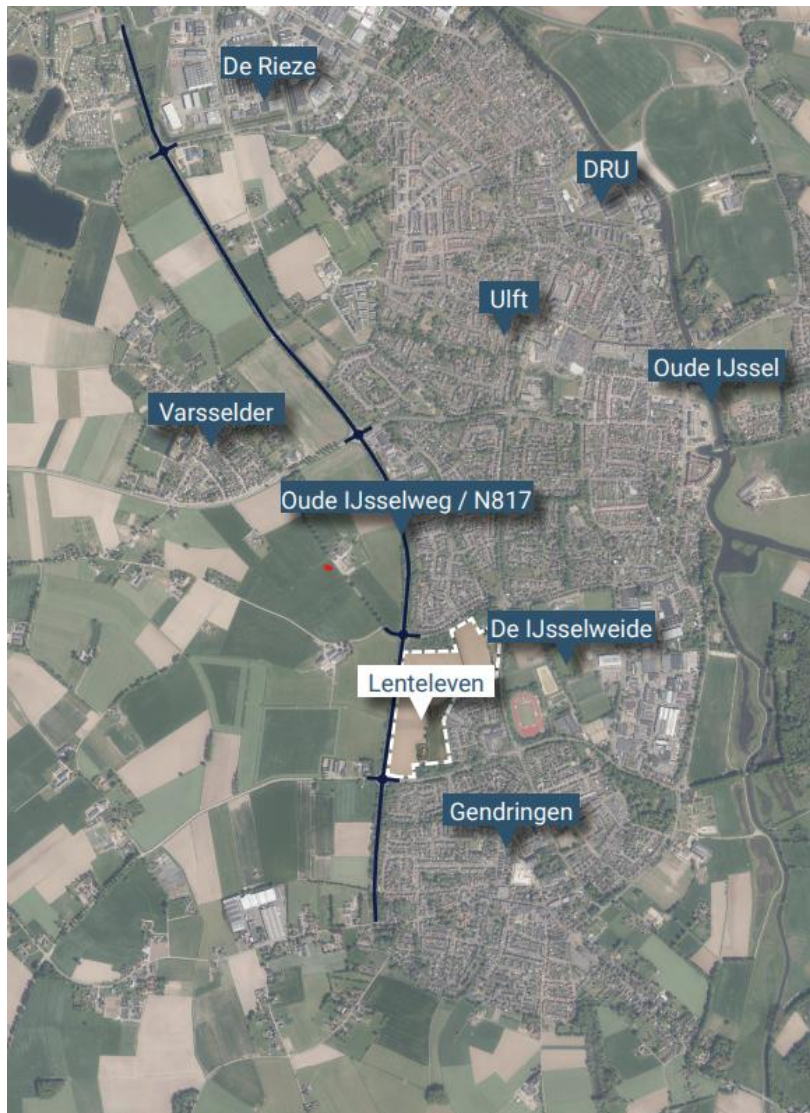 De Rieze
DRU
Ulft
Oude IJssel
Varsselder
Oude IJsselweg / N817
De IJsselweide
Lenteleven
Gendringen